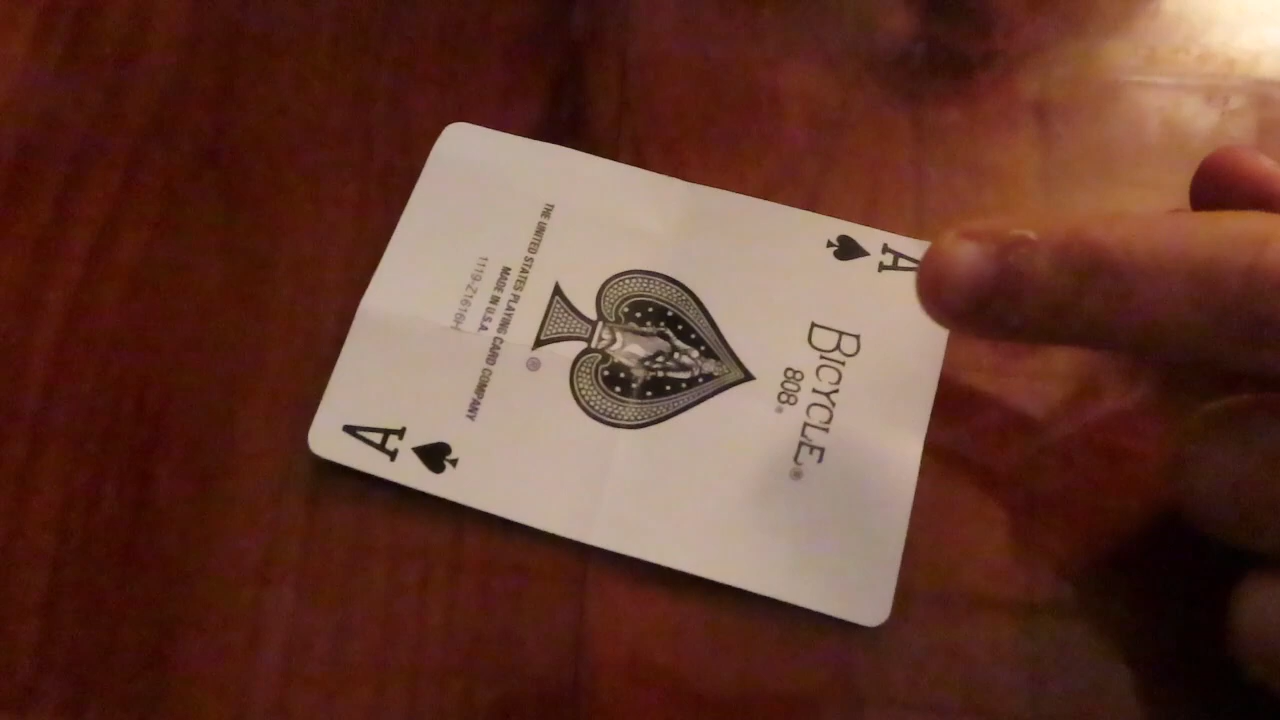 A
BICYCLE®
808®
®
THE UNITED STATES PLAYING CARD COMPANY
MADE IN U.S.A.
A